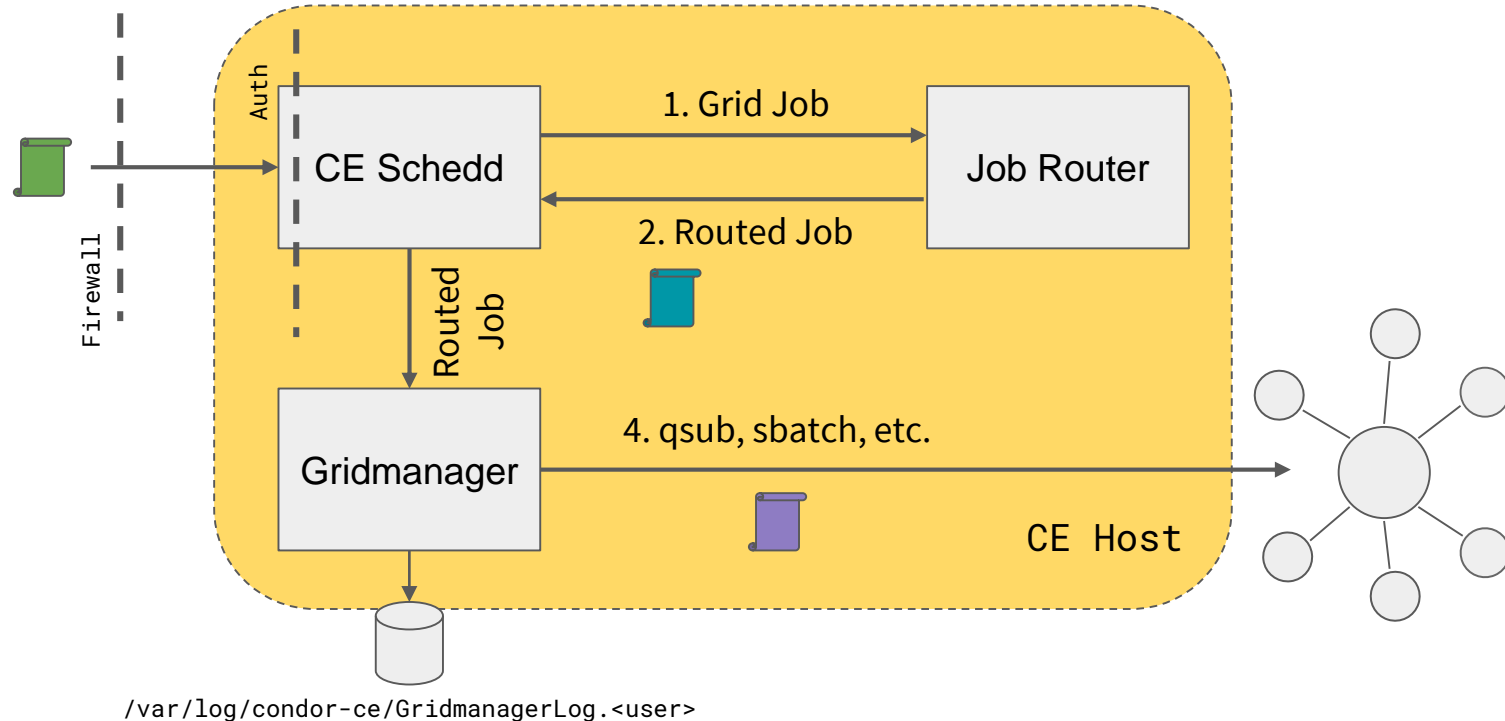 Firewall
Auth
CE Schedd
1. Grid Job
Job Router
2. Routed Job
Routed
Job
Gridmanager
4. qsub, sbatch, etc.
CE Host
/var/log/condor-ce/GridmanagerLog.<user>